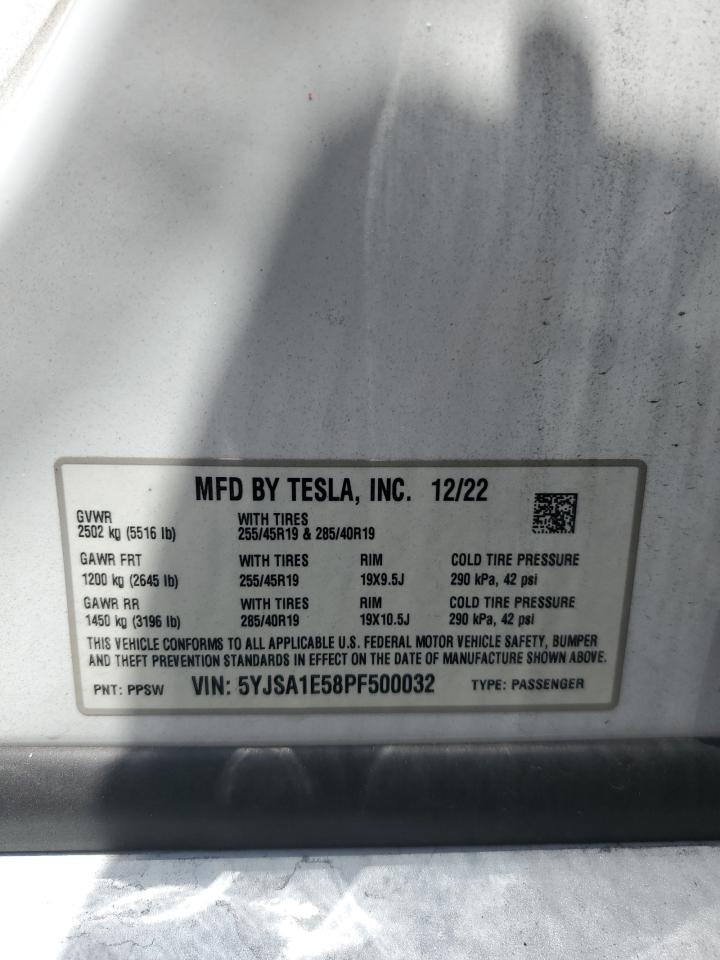 MFD BY TESLA, INC. 12/22
GVWR WITH TIRES
2502 kg (5516 lb) 255/45R19 & 285/40R19
GAWR FRT WITH TIRES RIM COLD TIRE PRESSURE
1200 kg (2645 lb) 255/45R19 19X9.5J 290 kPa, 42 psi
GAWR RR WITH TIRES RIM COLD TIRE PRESSURE
1450 kg (3196 lb) 285/40R19 19X10.5J 290 kPa, 42 psi
THIS VEHICLE CONFORMS TO ALL APPLICABLE U.S. FEDERAL MOTOR VEHICLE SAFETY, BUMPER
AND THEFT PREVENTION STANDARDS IN EFFECT ON THE DATE OF MANUFACTURE SHOWN ABOVE.
PNT: PPSW VIN: 5YJSA1E58PF500032 TYPE: PASSENGER